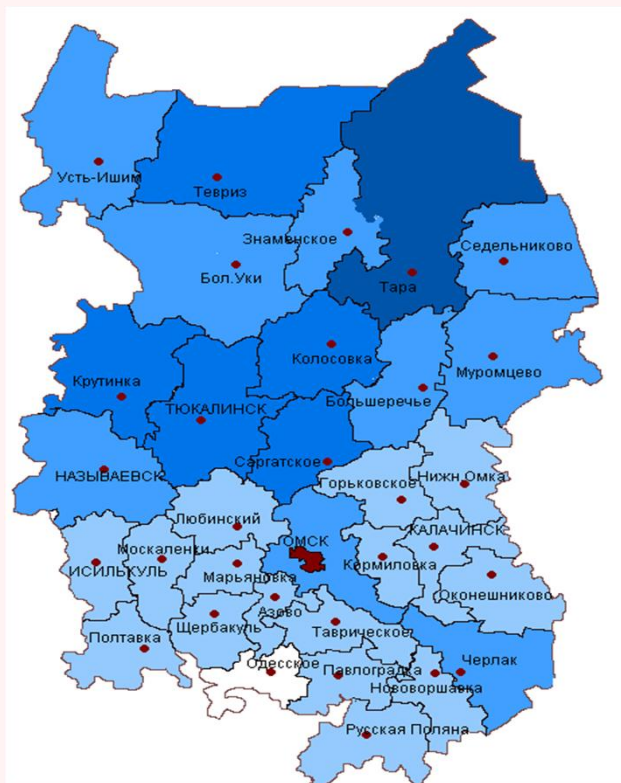 Усть-Ишим
Тевриз
Знаменское
Седельниково
Бол.Уки
Тара
Колосовка
Муромцево
Крутинка
Большеречье
ТЮКАЛИНСК
Саргатское
НАЗЫВАЕВСК
Горьковское
Нижн.Омка
Любинский
ОМСК
КАЛАЧИНСК
Москаленки
ИСИЛЬКУЛЬ
Марьяновка
Кормиловка
Оконешниково
Азово
Щербакуль
Таврическое
Полтавка
Одесское
Павлоградка
Черлак
Нововоршавка
Русская Поляна